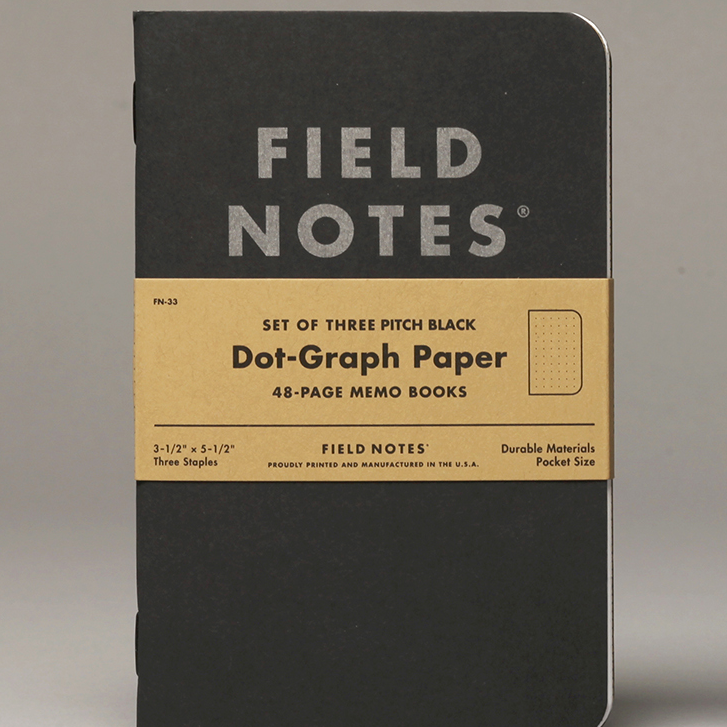 FIELD
NOTES®
FN-33
SET OF THREE PITCH BLACK
Dot-Graph Paper
48-PAGE MEMO BOOKS
3-1/2" x 5-1/2"
Three Staples
FIELD NOTES®
PROUDLY PRINTED AND MANUFACTURED IN THE U.S.A.
Durable Materials
Pocket Size